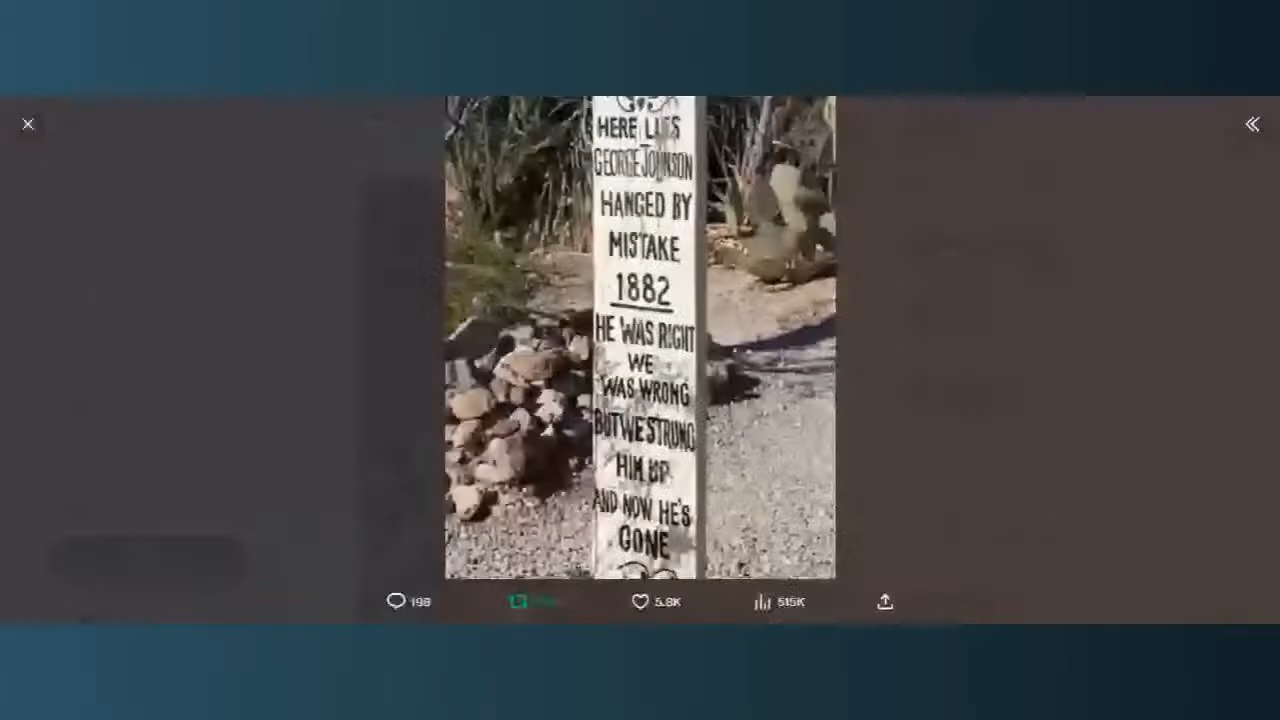 HERE LIES
GEORGE JOHNSON
HANGED BY
MISTAKE
1882
HE WAS RIGHT
WE
WAS WRONG
BUT WE STRUNG
HIM UP
AND NOW HE'S
GONE
198
5.8K
515K